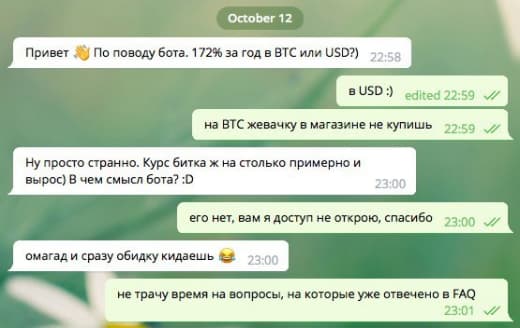 October 12
Привет 👋 По поводу бота. 172% за год в BTC или USD?)
22:58
в USD :)
edited 22:59
на BTC жевачку в магазине не купишь
22:59
Ну просто странно. Курс битка ж на столько примерно и
вырос) В чем смысл бота? :D
23:00
его нет, вам я доступ не открою, спасибо
23:00
омагад и сразу обидку кидаешь 😂
23:00
не трачу время на вопросы, на которые уже отвечено в FAQ
23:01